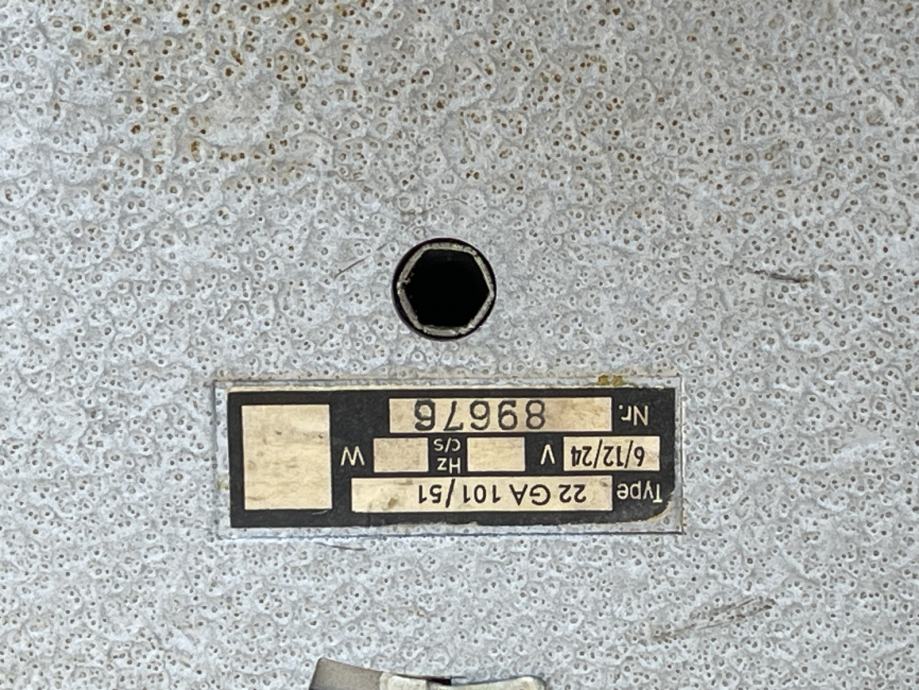 Type 22 GA 101/51
6/12/24 V Hz W
c/s
Nr. 89676